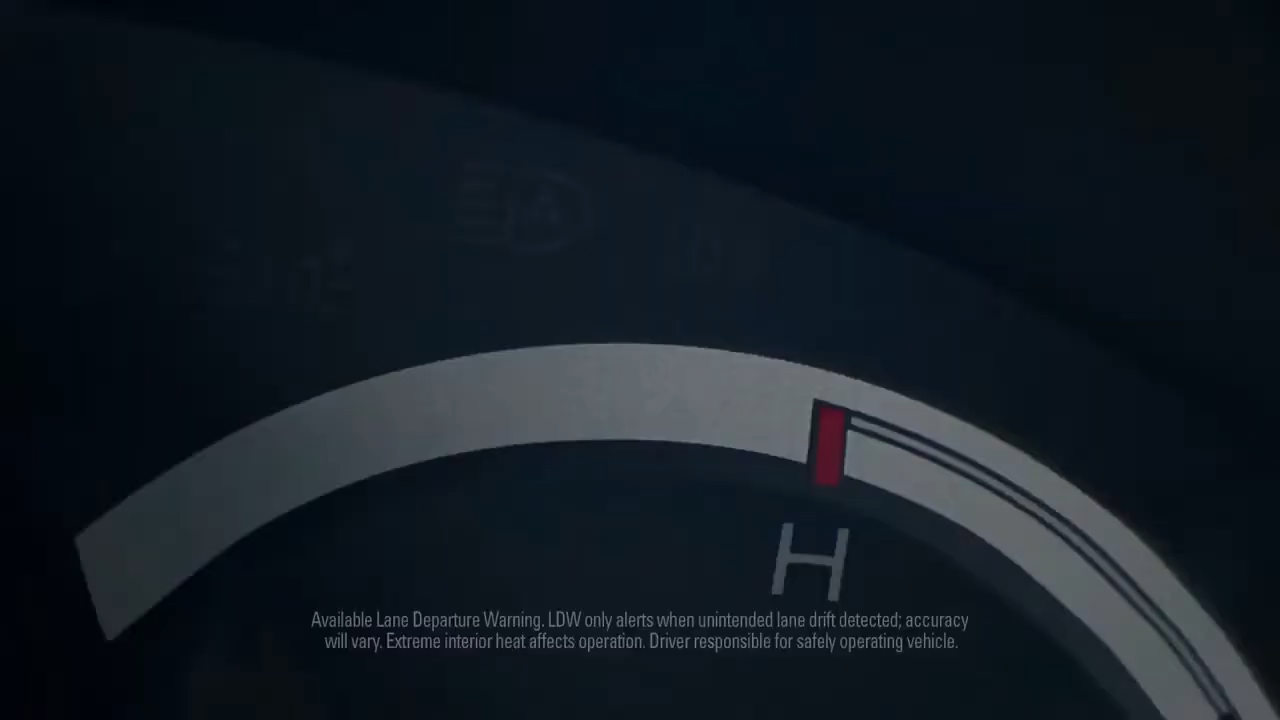 H
Available Lane Departure Warning. LDW only alerts when unintended lane drift detected; accuracy
will vary. Extreme interior heat affects operation. Driver responsible for safely operating vehicle.